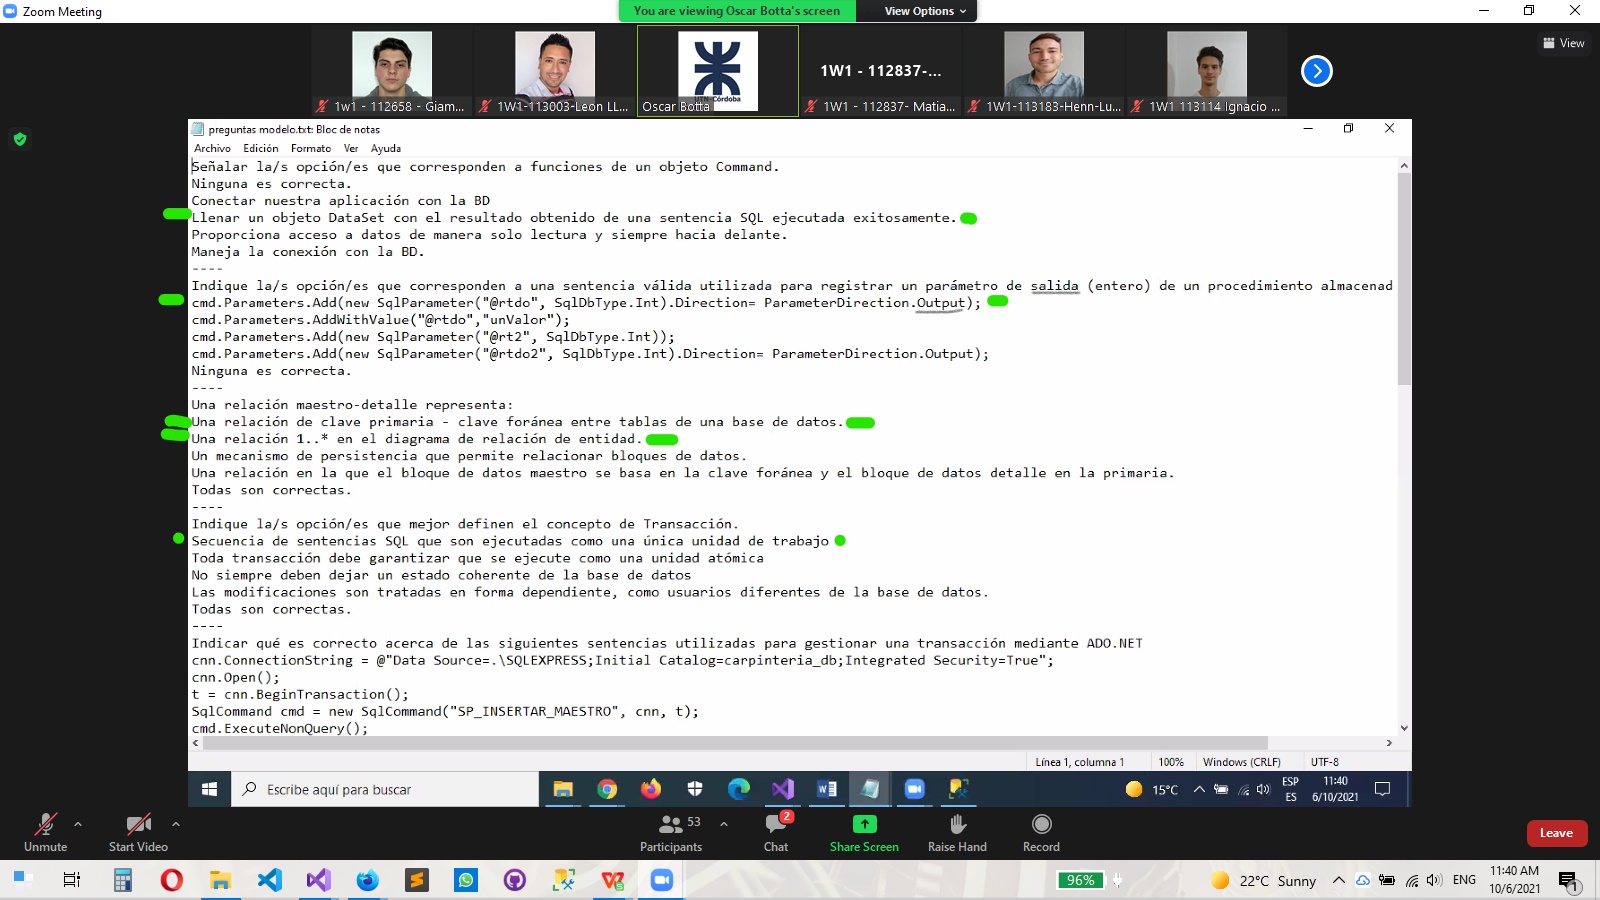 Zoom Meeting
You are viewing Oscar Botta's screen
View Options
View
1w1 - 112658 - Giam...
1W1-113003-Leon LL...
UTN-Córdoba
Oscar Botta
1W1 - 112837-...
1W1 - 112837- Matia...
1W1-113183-Henn-Lu...
1W1 113114 Ignacio ...
preguntas modelo.txt: Bloc de notas
Archivo Edición Formato Ver Ayuda
Señalar la/s opción/es que corresponden a funciones de un objeto Command.
Ninguna es correcta.
Conectar nuestra aplicación con la BD
Llenar un objeto DataSet con el resultado obtenido de una sentencia SQL ejecutada exitosamente.
Proporciona acceso a datos de manera solo lectura y siempre hacia delante.
Maneja la conexión con la BD.
----
Indique la/s opción/es que corresponden a una sentencia válida utilizada para registrar un parámetro de salida (entero) de un procedimiento almacenad
cmd.Parameters.Add(new SqlParameter("@rtdo", SqlDbType.Int).Direction= ParameterDirection.Output);
cmd.Parameters.AddWithValue("@rtdo","unValor");
cmd.Parameters.Add(new SqlParameter("@rt2", SqlDbType.Int));
cmd.Parameters.Add(new SqlParameter("@rtdo2", SqlDbType.Int).Direction= ParameterDirection.Output);
Ninguna es correcta.
----
Una relación maestro-detalle representa:
Una relación de clave primaria - clave foránea entre tablas de una base de datos.
Una relación 1..* en el diagrama de relación de entidad.
Un mecanismo de persistencia que permite relacionar bloques de datos.
Una relación en la que el bloque de datos maestro se basa en la clave foránea y el bloque de datos detalle en la primaria.
Todas son correctas.
----
Indique la/s opción/es que mejor definen el concepto de Transacción.
Secuencia de sentencias SQL que son ejecutadas como una única unidad de trabajo
Toda transacción debe garantizar que se ejecute como una unidad atómica
No siempre deben dejar un estado coherente de la base de datos
Las modificaciones son tratadas en forma dependiente, como usuarios diferentes de la base de datos.
Todas son correctas.
----
Indicar qué es correcto acerca de las siguientes sentencias utilizadas para gestionar una transacción mediante ADO.NET
cnn.ConnectionString = @"Data Source=.\SQLEXPRESS;Initial Catalog=carpinteria_db;Integrated Security=True";
cnn.Open();
t = cnn.BeginTransaction();
SqlCommand cmd = new SqlCommand("SP_INSERTAR_MAESTRO", cnn, t);
cmd.ExecuteNonQuery();
Línea 1, columna 1 100% Windows (CRLF) UTF-8
Escribe aquí para buscar
15°C
ESP
ES
11:40
6/10/2021
Unmute
Start Video
53
Participants
2
Chat
Share Screen
Raise Hand
Record
Leave
96%
22°C Sunny
ENG
11:40 AM
10/6/2021
1